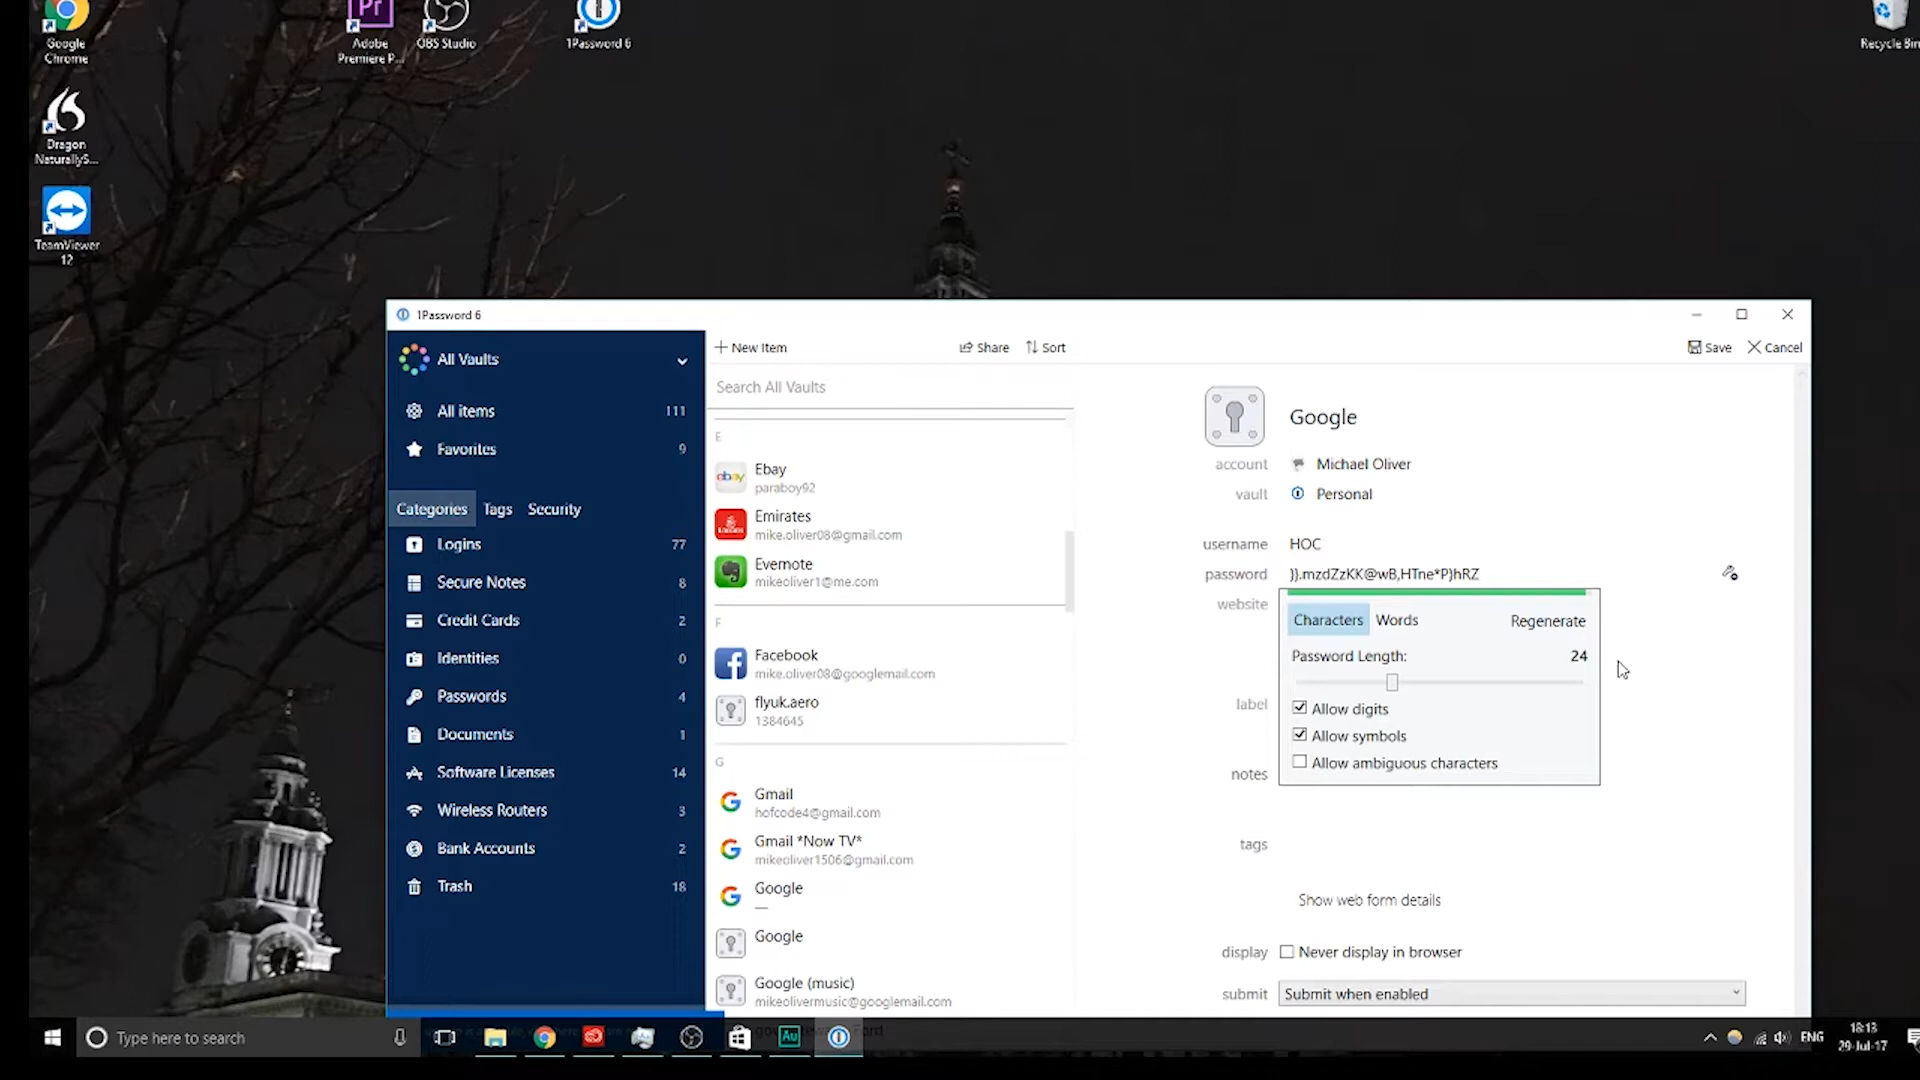 Google
Chrome
Pr
Adobe
Premiere P...
OBS Studio
1Password 6
Recycle Bin
Dragon
NaturallyS...
TeamViewer
12
1Password 6
All Vaults
All items 111
Favorites 9
Categories Tags Security
Logins 77
Secure Notes 8
Credit Cards 2
Identities 0
Passwords 4
Documents 1
Software Licenses 14
Wireless Routers 3
Bank Accounts 2
Trash 18
New Item Share Sort
Search All Vaults
E
ebay
Ebay
paraboy92
Emirates
mike.oliver08@gmail.com
Evernote
mikeoliver1@me.com
F
Facebook
mike.oliver08@googlemail.com
flyuk.aero
1384645
G
Gmail
hofcode4@gmail.com
Gmail *Now TV*
mikeoliver1506@gmail.com
Google
—
Google
Google (music)
mikeolivermusic@googlemail.com
Save Cancel
Google
account Michael Oliver
vault Personal
username HOC
password }}.mzdZzKK@wB,HTne*P}hRZ
website
Characters Words Regenerate
Password Length: 24
Allow digits
Allow symbols
Allow ambiguous characters
label
notes
tags
Show web form details
display Never display in browser
submit Submit when enabled
Type here to search
Au
ENG
18:13
29-Jul-17